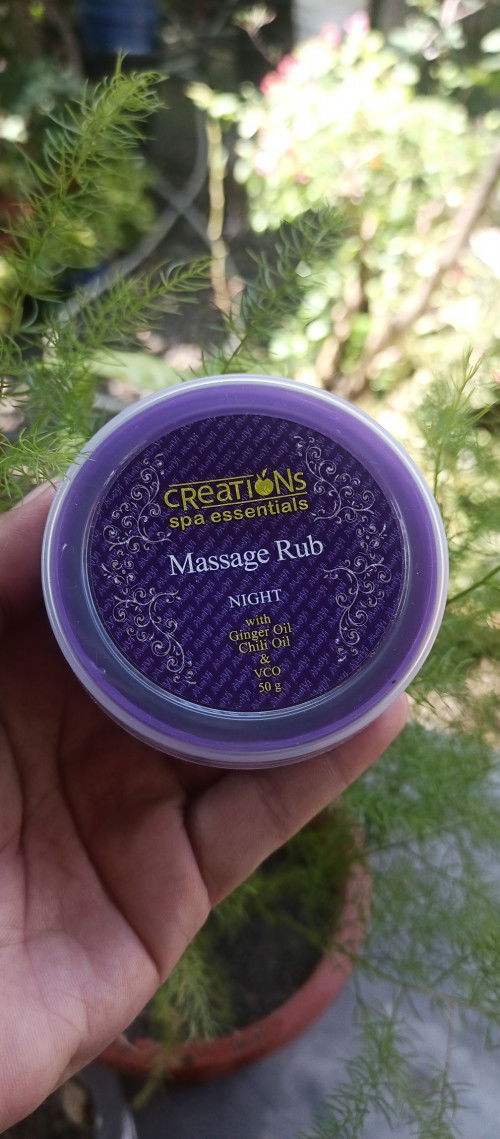 CREATIONS
spa essentials
Massage Rub
NIGHT
with
Ginger Oil
Chili Oil
&
VCO
50 g